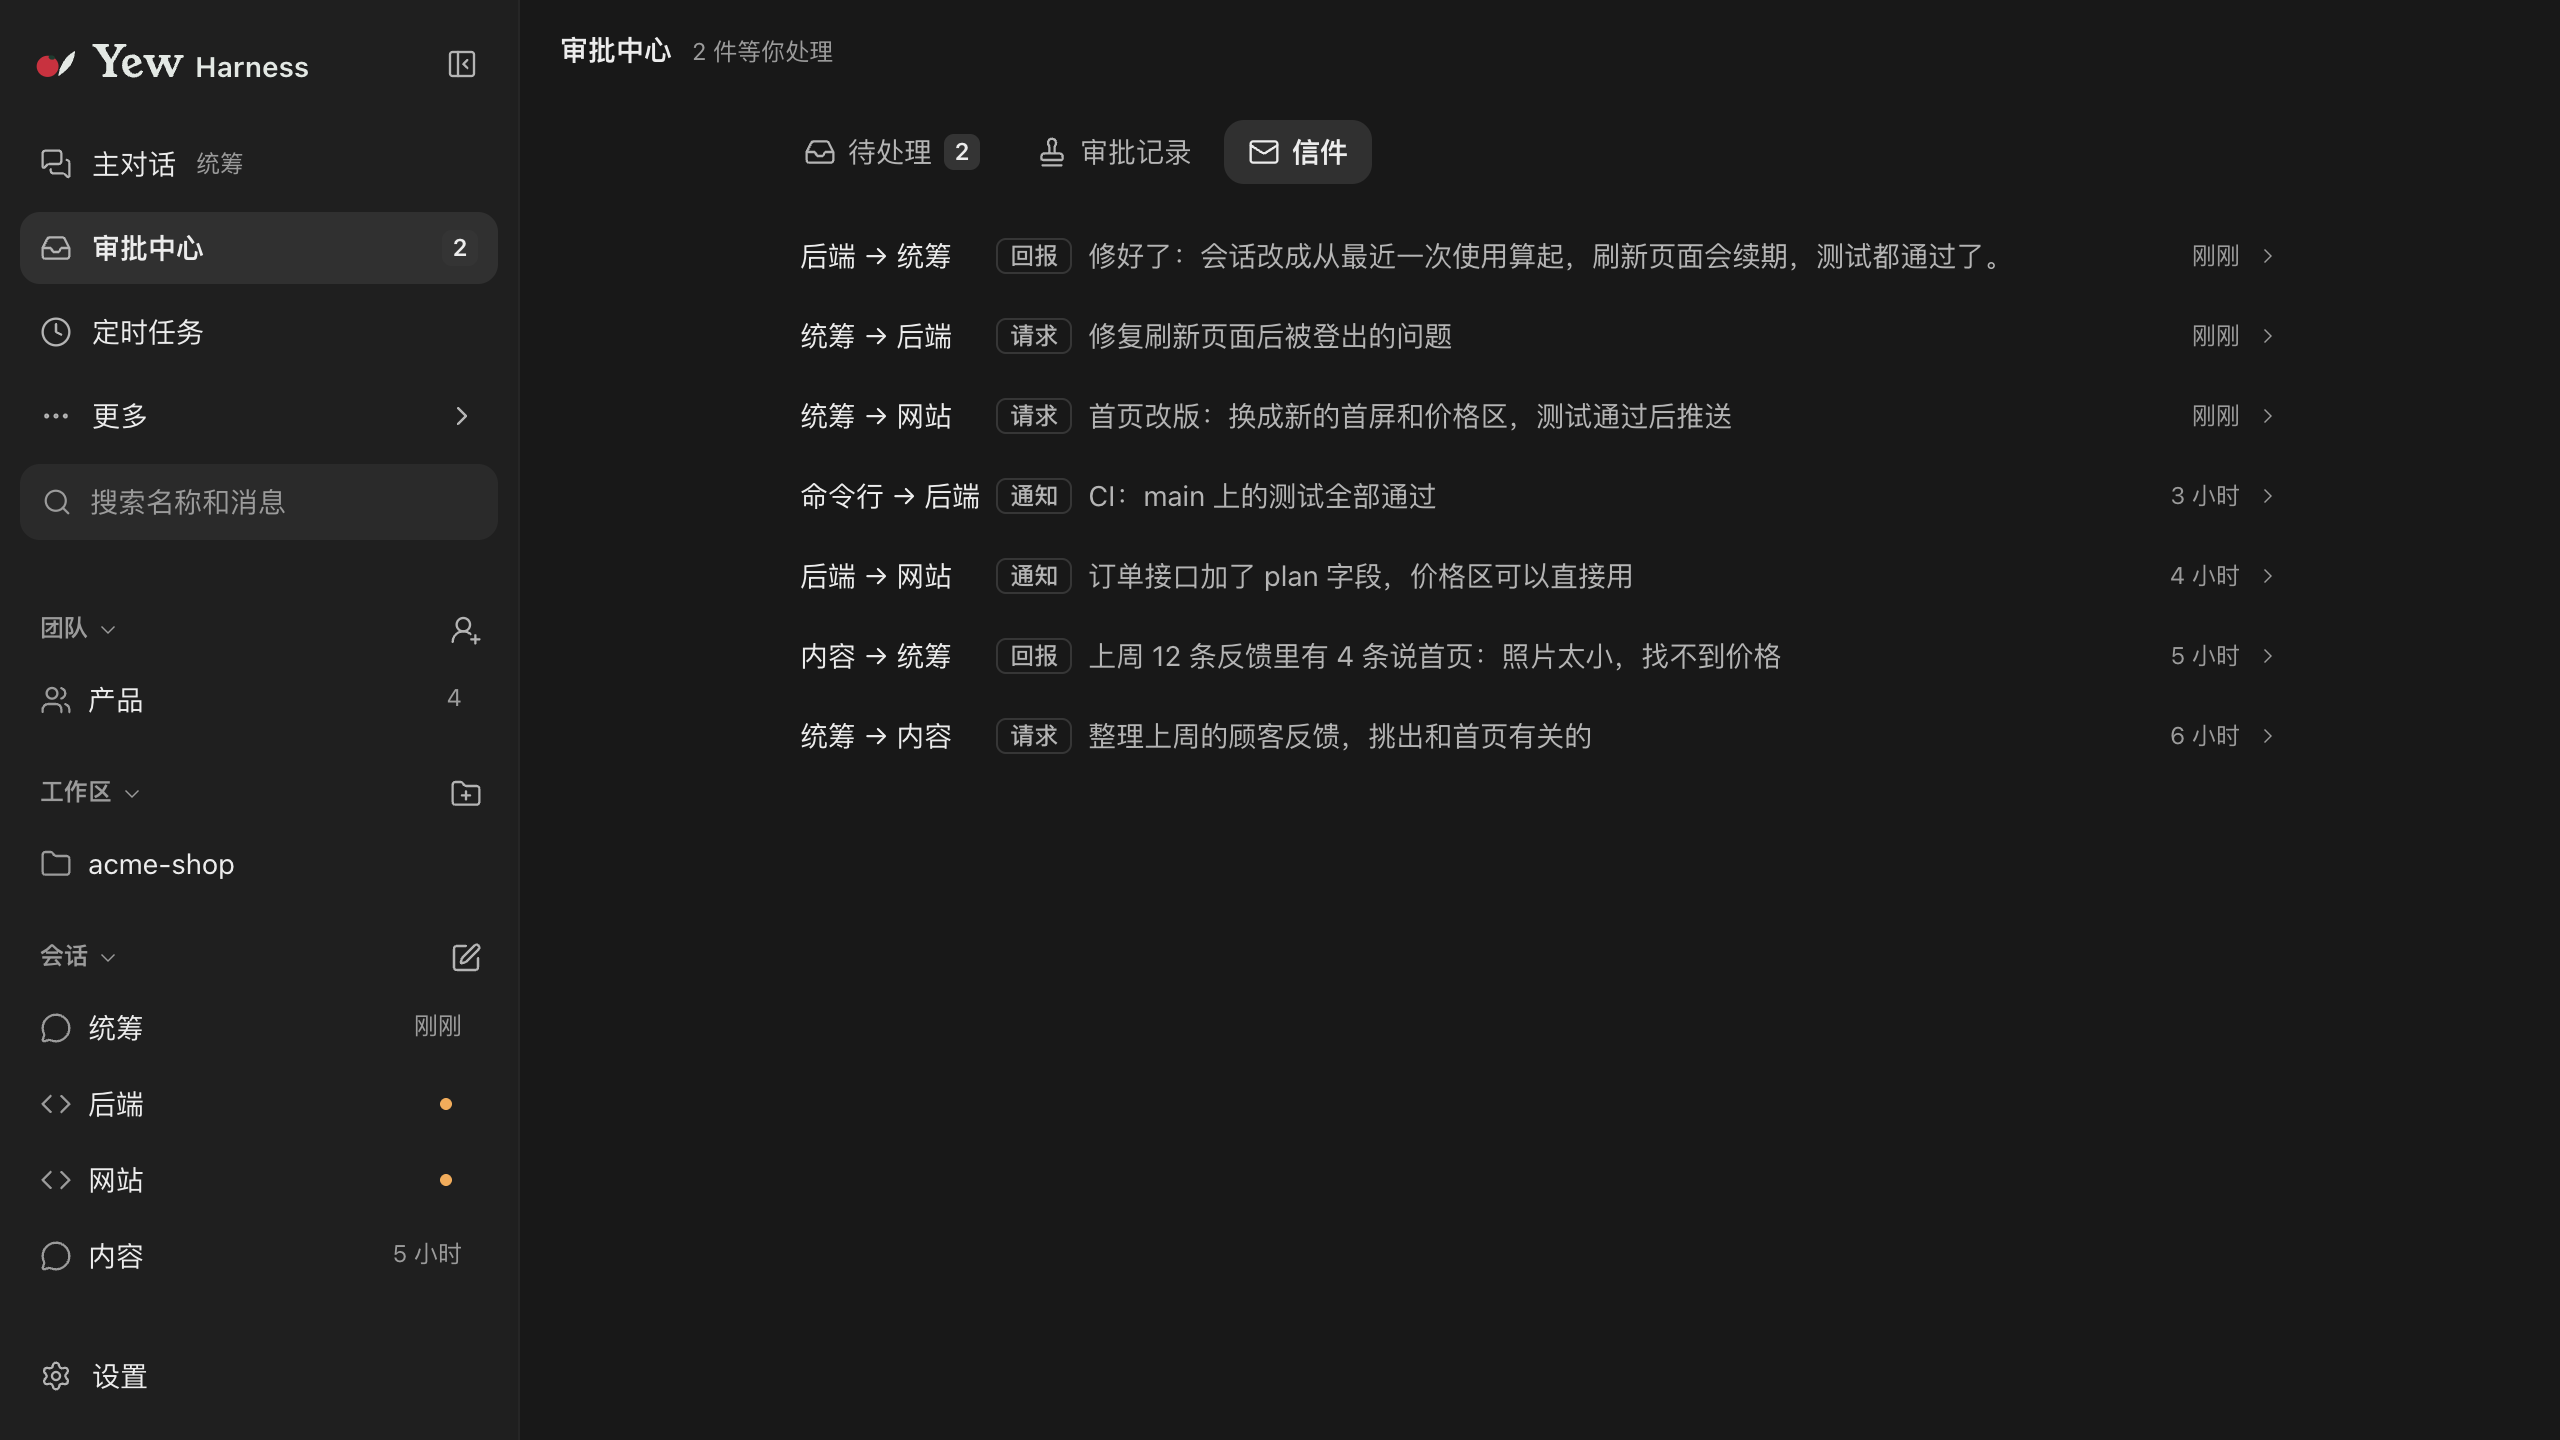 Yew Harness
主对话 统筹
审批中心 2
定时任务
更多
搜索名称和消息
团队
产品 4
工作区
acme-shop
会话
统筹 刚刚
后端
网站
内容 5 小时
设置
审批中心 2 件等你处理
待处理 2 审批记录 信件
后端 → 统筹 回报 修好了：会话改成从最近一次使用算起，刷新页面会续期，测试都通过了。 刚刚
统筹 → 后端 请求 修复刷新页面后被登出的问题 刚刚
统筹 → 网站 请求 首页改版：换成新的首屏和价格区，测试通过后推送 刚刚
命令行 → 后端 通知 CI：main 上的测试全部通过 3 小时
后端 → 网站 通知 订单接口加了 plan 字段，价格区可以直接用 4 小时
内容 → 统筹 回报 上周 12 条反馈里有 4 条说首页：照片太小，找不到价格 5 小时
统筹 → 内容 请求 整理上周的顾客反馈，挑出和首页有关的 6 小时